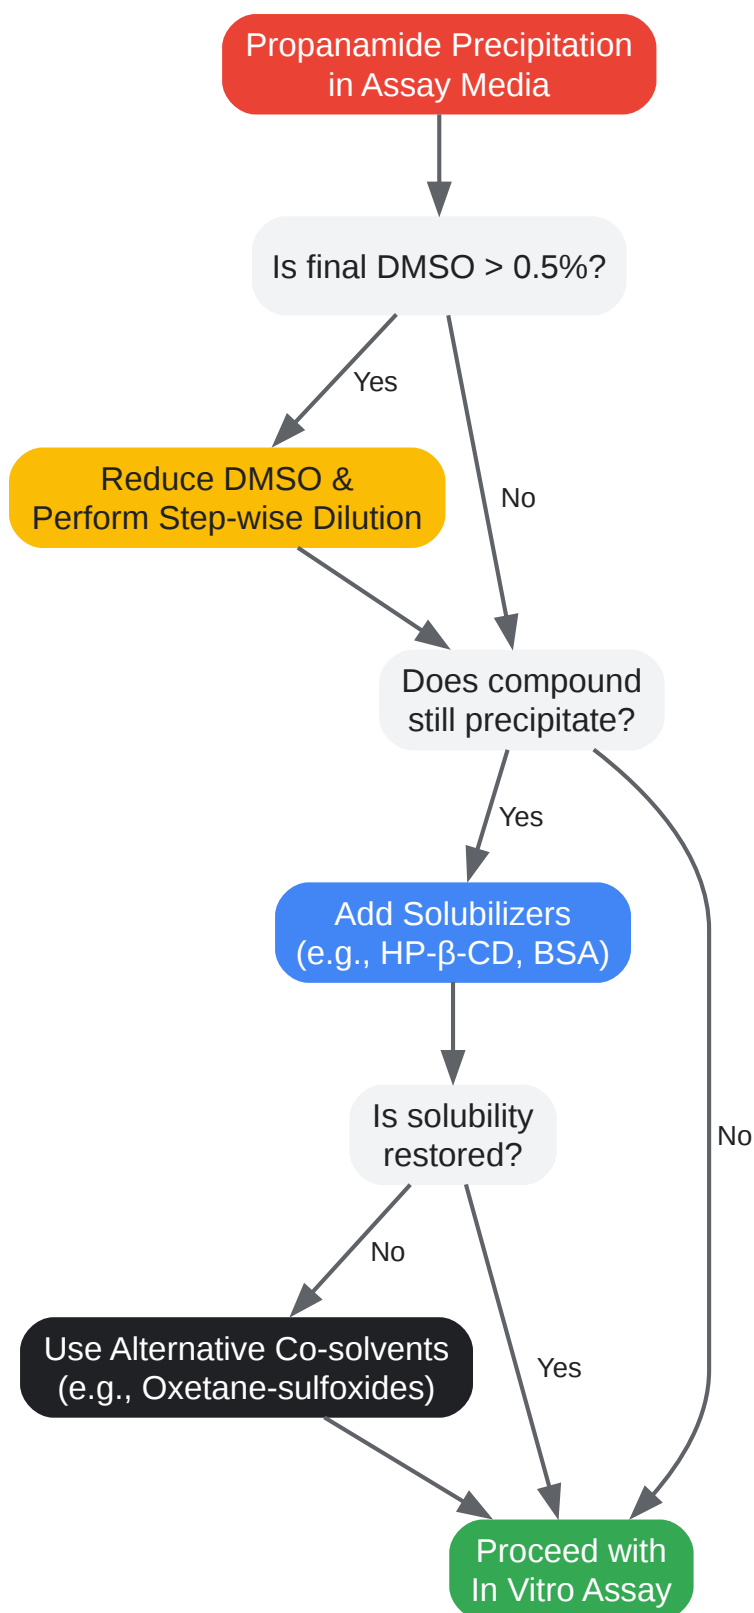 Propanamide Precipitation
in Assay Media
Is final DMSO > 0.5%?
Yes
Reduce DMSO &
Perform Step-wise Dilution
No
Does compound
still precipitate?
Yes
Add Solubilizers
(e.g., HP-β-CD, BSA)
Is solubility
restored?
No
No
Use Alternative Co-solvents
(e.g., Oxetane-sulfoxides)
Yes
Proceed with
In Vitro Assay